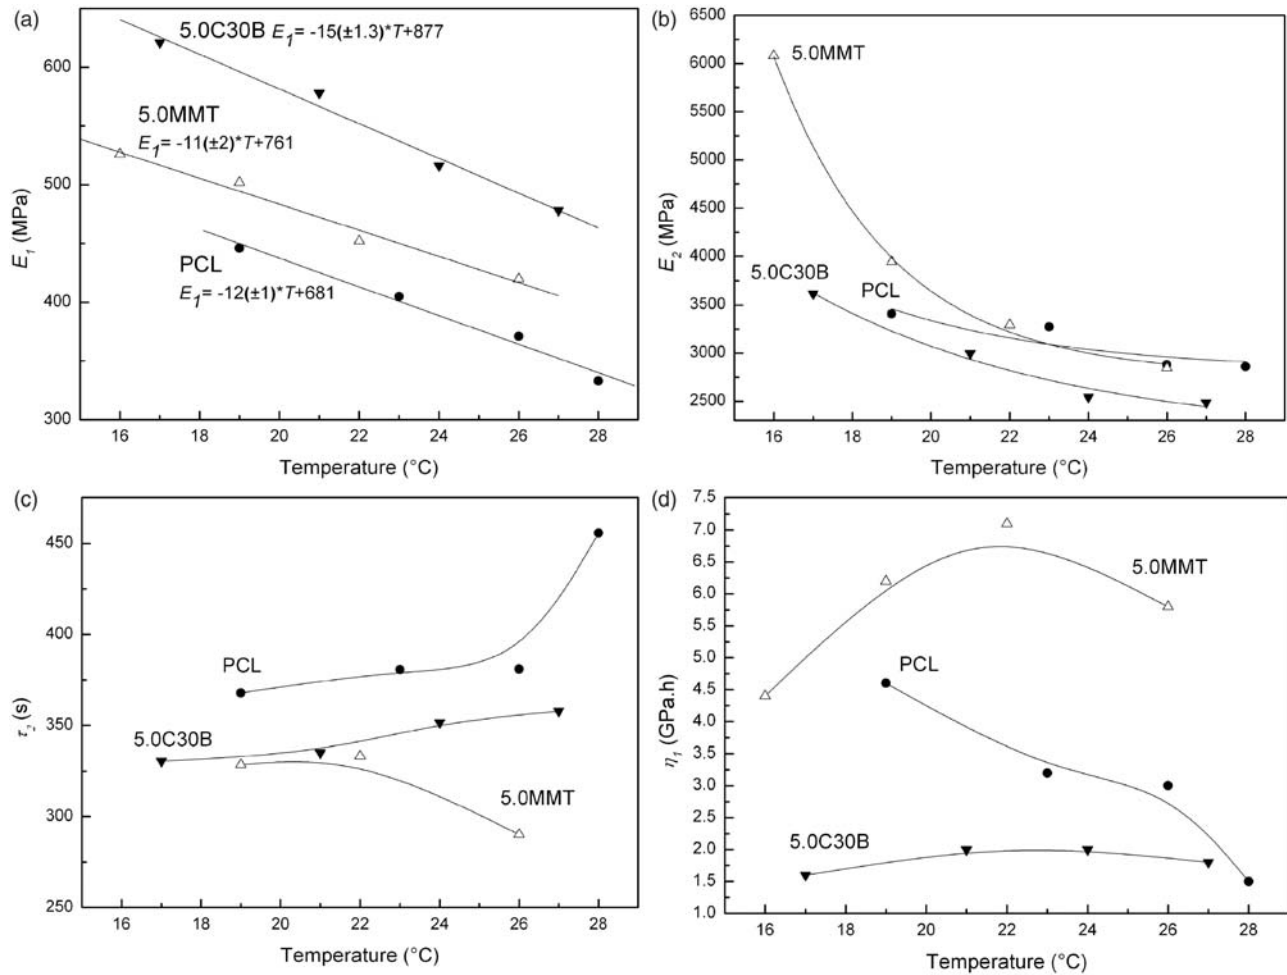 (a)
5.0C30B E₁= -15(±1.3)*T+877
5.0MMT
E₁= -11(±2)*T+761
PCL
E₁= -12(±1)*T+681
E₁ (MPa)
600
500
400
300
16 18 20 22 24 26 28
Temperature (°C)
(b)
5.0MMT
5.0C30B
PCL
E₂ (MPa)
6500
6000
5500
5000
4500
4000
3500
3000
2500
16 18 20 22 24 26 28
Temperature (°C)
(c)
PCL
5.0C30B
5.0MMT
τ₂ (s)
450
400
350
300
250
16 18 20 22 24 26 28
Temperature (°C)
(d)
5.0MMT
PCL
5.0C30B
η₁ (GPa.h)
7.5
7.0
6.5
6.0
5.5
5.0
4.5
4.0
3.5
3.0
2.5
2.0
1.5
1.0
16 18 20 22 24 26 28
Temperature (°C)